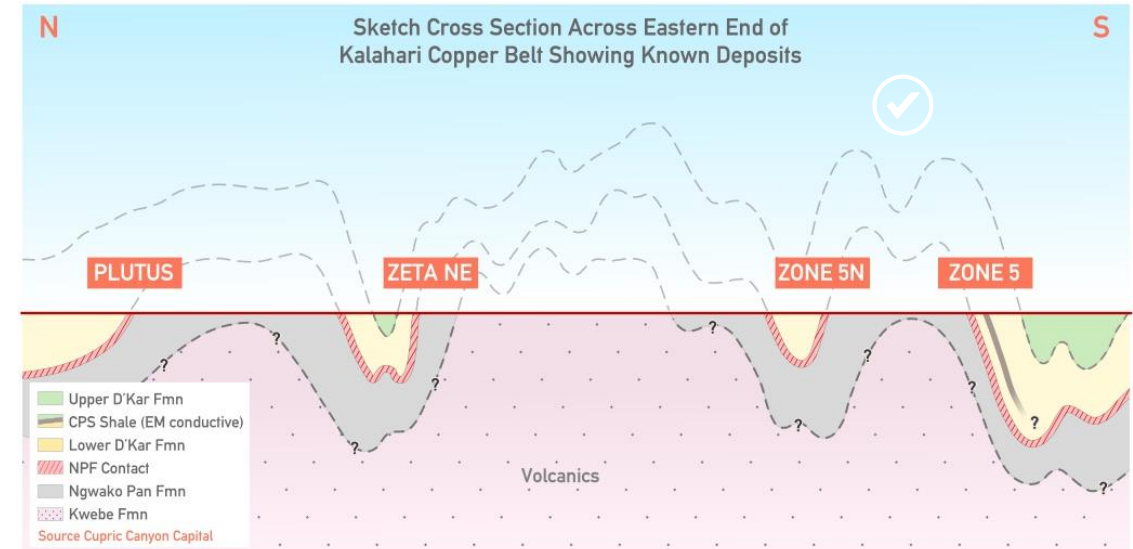 N
Sketch Cross Section Across Eastern End of
Kalahari Copper Belt Showing Known Deposits
S
PLUTUS
ZETA NE
ZONE 5N
ZONE 5
?
?
?
?
?
?
?
?
?
?
Upper D'Kar Fmn
CPS Shale (EM conductive)
Lower D'Kar Fmn
NPF Contact
Ngwako Pan Fmn
Kwebe Fmn
Source Cupric Canyon Capital
Volcanics